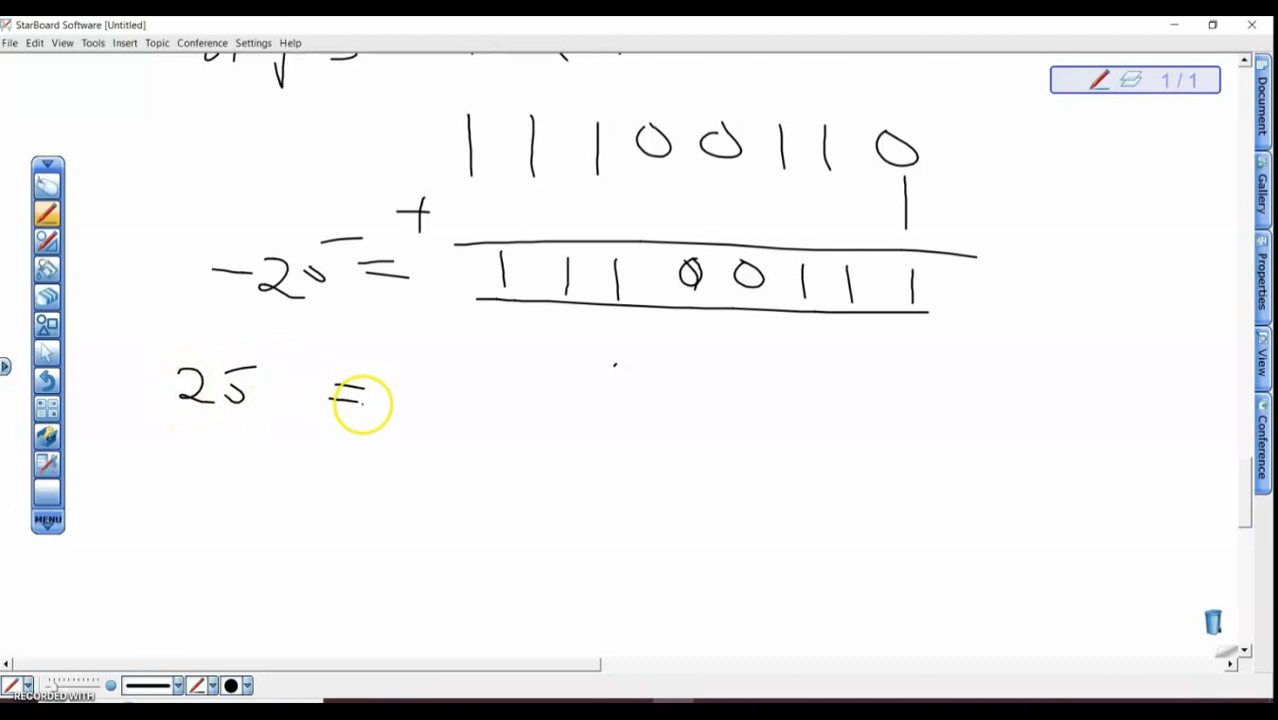 StarBoard Software [Untitled]
File Edit View Tools Insert Topic Conference Settings Help
1 / 1
1 1 1 0 0 1 1 0
+ 1
-25 = 1 1 1 0 0 1 1 1
25 =
MENU
Document
Gallery
Properties
View
Conference
RECORDED WITH